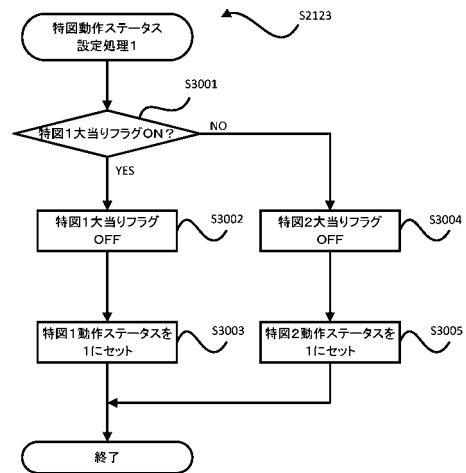 特図動作ステータス
設定処理1
S2123
S3001
特図1大当りフラグON?
NO
YES
特図1大当りフラグ
OFF
S3002
特図2大当りフラグ
OFF
S3004
特図1動作ステータスを
1にセット
S3003
特図2動作ステータスを
1にセット
S3005
終了